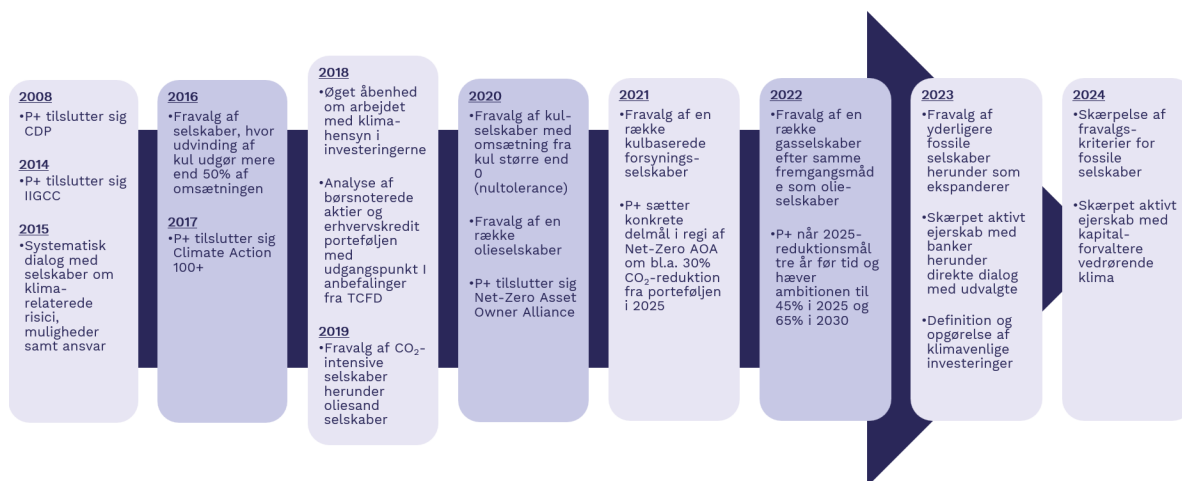 2008
•P+ tilslutter sig
CDP
2014
•P+ tilslutter sig
IIGCC
2015
•Systematisk
dialog med
selskaber om
klima-
relaterede
risici,
muligheder
samt ansvar
2016
•Fravalg af
selskaber, hvor
udvinding af
kul udgør mere
end 50% af
omsætningen
2017
•P+ tilslutter sig
Climate Action
100+
2018
•Øget åbenhed
om arbejdet
med klima-
hensyn i
investeringerne
•Analyse af
børsnoterede
aktier og
erhvervskredit
porteføljen
med
udgangspunkt I
anbefalinger
fra TCFD
2019
•Fravalg af CO₂-
intensive
selskaber
herunder
oliesand
selskaber
2020
•Fravalg af kul-
selskaber med
omsætning fra
kul større end
0
(nultolerance)
•Fravalg af en
række
olieselskaber
•P+ tilslutter sig
Net-Zero Asset
Owner Alliance
2021
•Fravalg af en
række
kulbaserede
forsynings-
selskaber
•P+ sætter
konkrete
delmål i regi af
Net-Zero AOA
om bl.a. 30%
CO₂-reduktion
fra porteføljen
i 2025
2022
•Fravalg af en
række
gasselskaber
efter samme
fremgangsmåd
e som olie-
selskaber
•P+ når 2025-
reduktionsmål
tre år før tid og
hæver
ambitionen til
45% i 2025 og
65% i 2030
2023
•Fravalg af
yderligere
fossile
selskaber
herunder som
ekspanderer
•Skærpet aktivt
ejerskab med
banker
herunder
direkte dialog
med udvalgte
•Definition og
opgørelse af
klimavenlige
investeringer
2024
•Skærpelse af
fravalgs-
kriterier for
fossile
selskaber
•Skærpet aktivt
ejerskab med
kapital-
forvaltere
vedrørende
klima